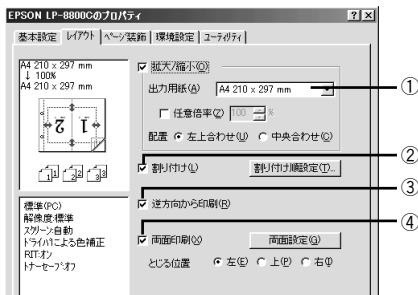 EPSON LP-8800Cのプロパティ
基本設定 レイアウト ページ装飾 環境設定 ユーティリティ
A4 210 x 297 mm
↓ 100%
A4 210 x 297 mm
2 1
1 2 3
標準(PC)
解像度:標準
スクリーン:自動
ドライバによる色補正
RIT:オン
トナーセーブ:オフ
拡大/縮小(O)
出力用紙(A) A4 210 x 297 mm ①
任意倍率(Z) 100 %
配置 左上合わせ(U) 中央合わせ(C)
割り付け(L) 割り付け順設定(T)... ②
逆方向から印刷(R) ③
両面印刷(X) 両面設定(G) ④
とじる位置 左(E) 上(P) 右(I)